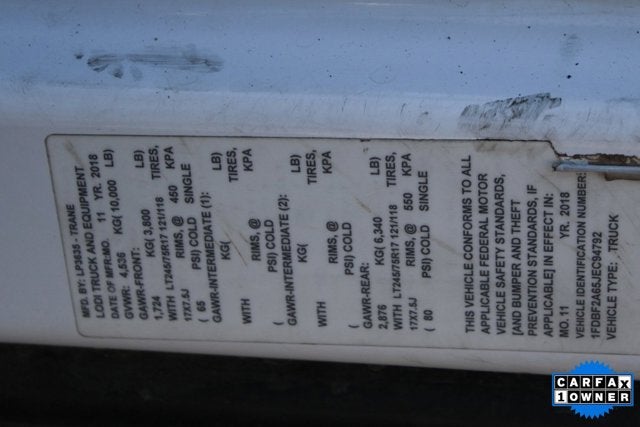 MFD. BY: LP3635 - TRANE
LODI TRUCK AND EQUIPMENT
DATE OF MFR:MO. 11 YR. 2018
GVWR: 4,536 KG( 10,000 LB)
GAWR-FRONT:
1,724 KG( 3,800 LB)
WITH LT245/75R17 121/118 TIRES,
17X7.5J RIMS, @ 450 KPA
( 65 PSI) COLD SINGLE
GAWR-INTERMEDIATE (1):
KG( LB)
WITH TIRES,
RIMS, @ KPA
( PSI) COLD
GAWR-INTERMEDIATE (2):
KG( LB)
WITH TIRES,
RIMS, @ KPA
( PSI) COLD
GAWR-REAR:
2,876 KG( 6,340 LB)
WITH LT245/75R17 121/118 TIRES,
17X7.5J RIMS, @ 550 KPA
( 80 PSI) COLD SINGLE
THIS VEHICLE CONFORMS TO ALL
APPLICABLE FEDERAL MOTOR
VEHICLE SAFETY STANDARDS,
[AND BUMPER AND THEFT
PREVENTION STANDARDS, IF
APPLICABLE] IN EFFECT IN:
MO. 11 YR. 2018
VEHICLE IDENTIFICATION NUMBER:
1FDBF2A65JEC94792
VEHICLE TYPE: TRUCK
CARFAX
1 OWNER